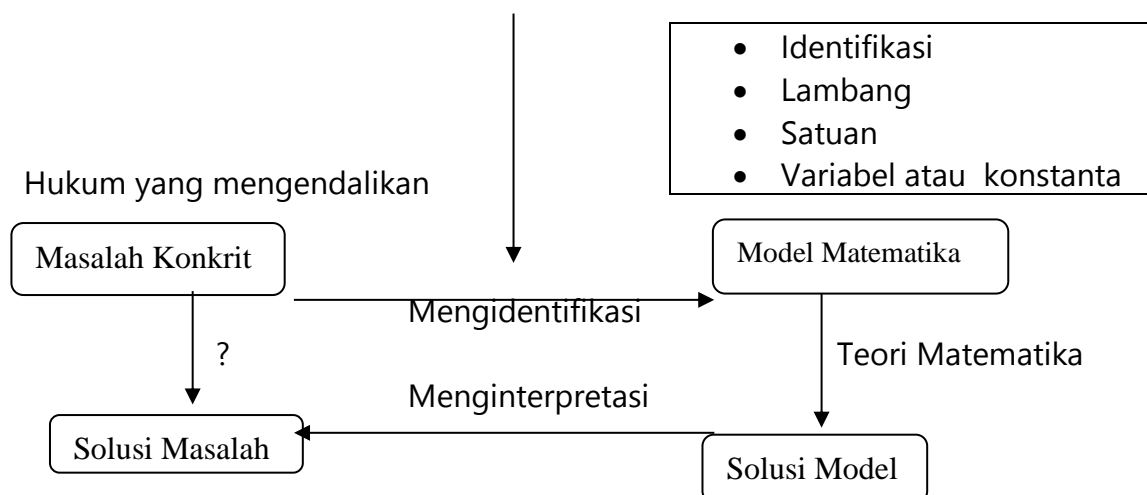 • Identifikasi
• Lambang
• Satuan
• Variabel atau konstanta
Hukum yang mengendalikan
Masalah Konkrit
Model Matematika
Mengidentifikasi
?
Teori Matematika
Menginterpretasi
Solusi Masalah
Solusi Model